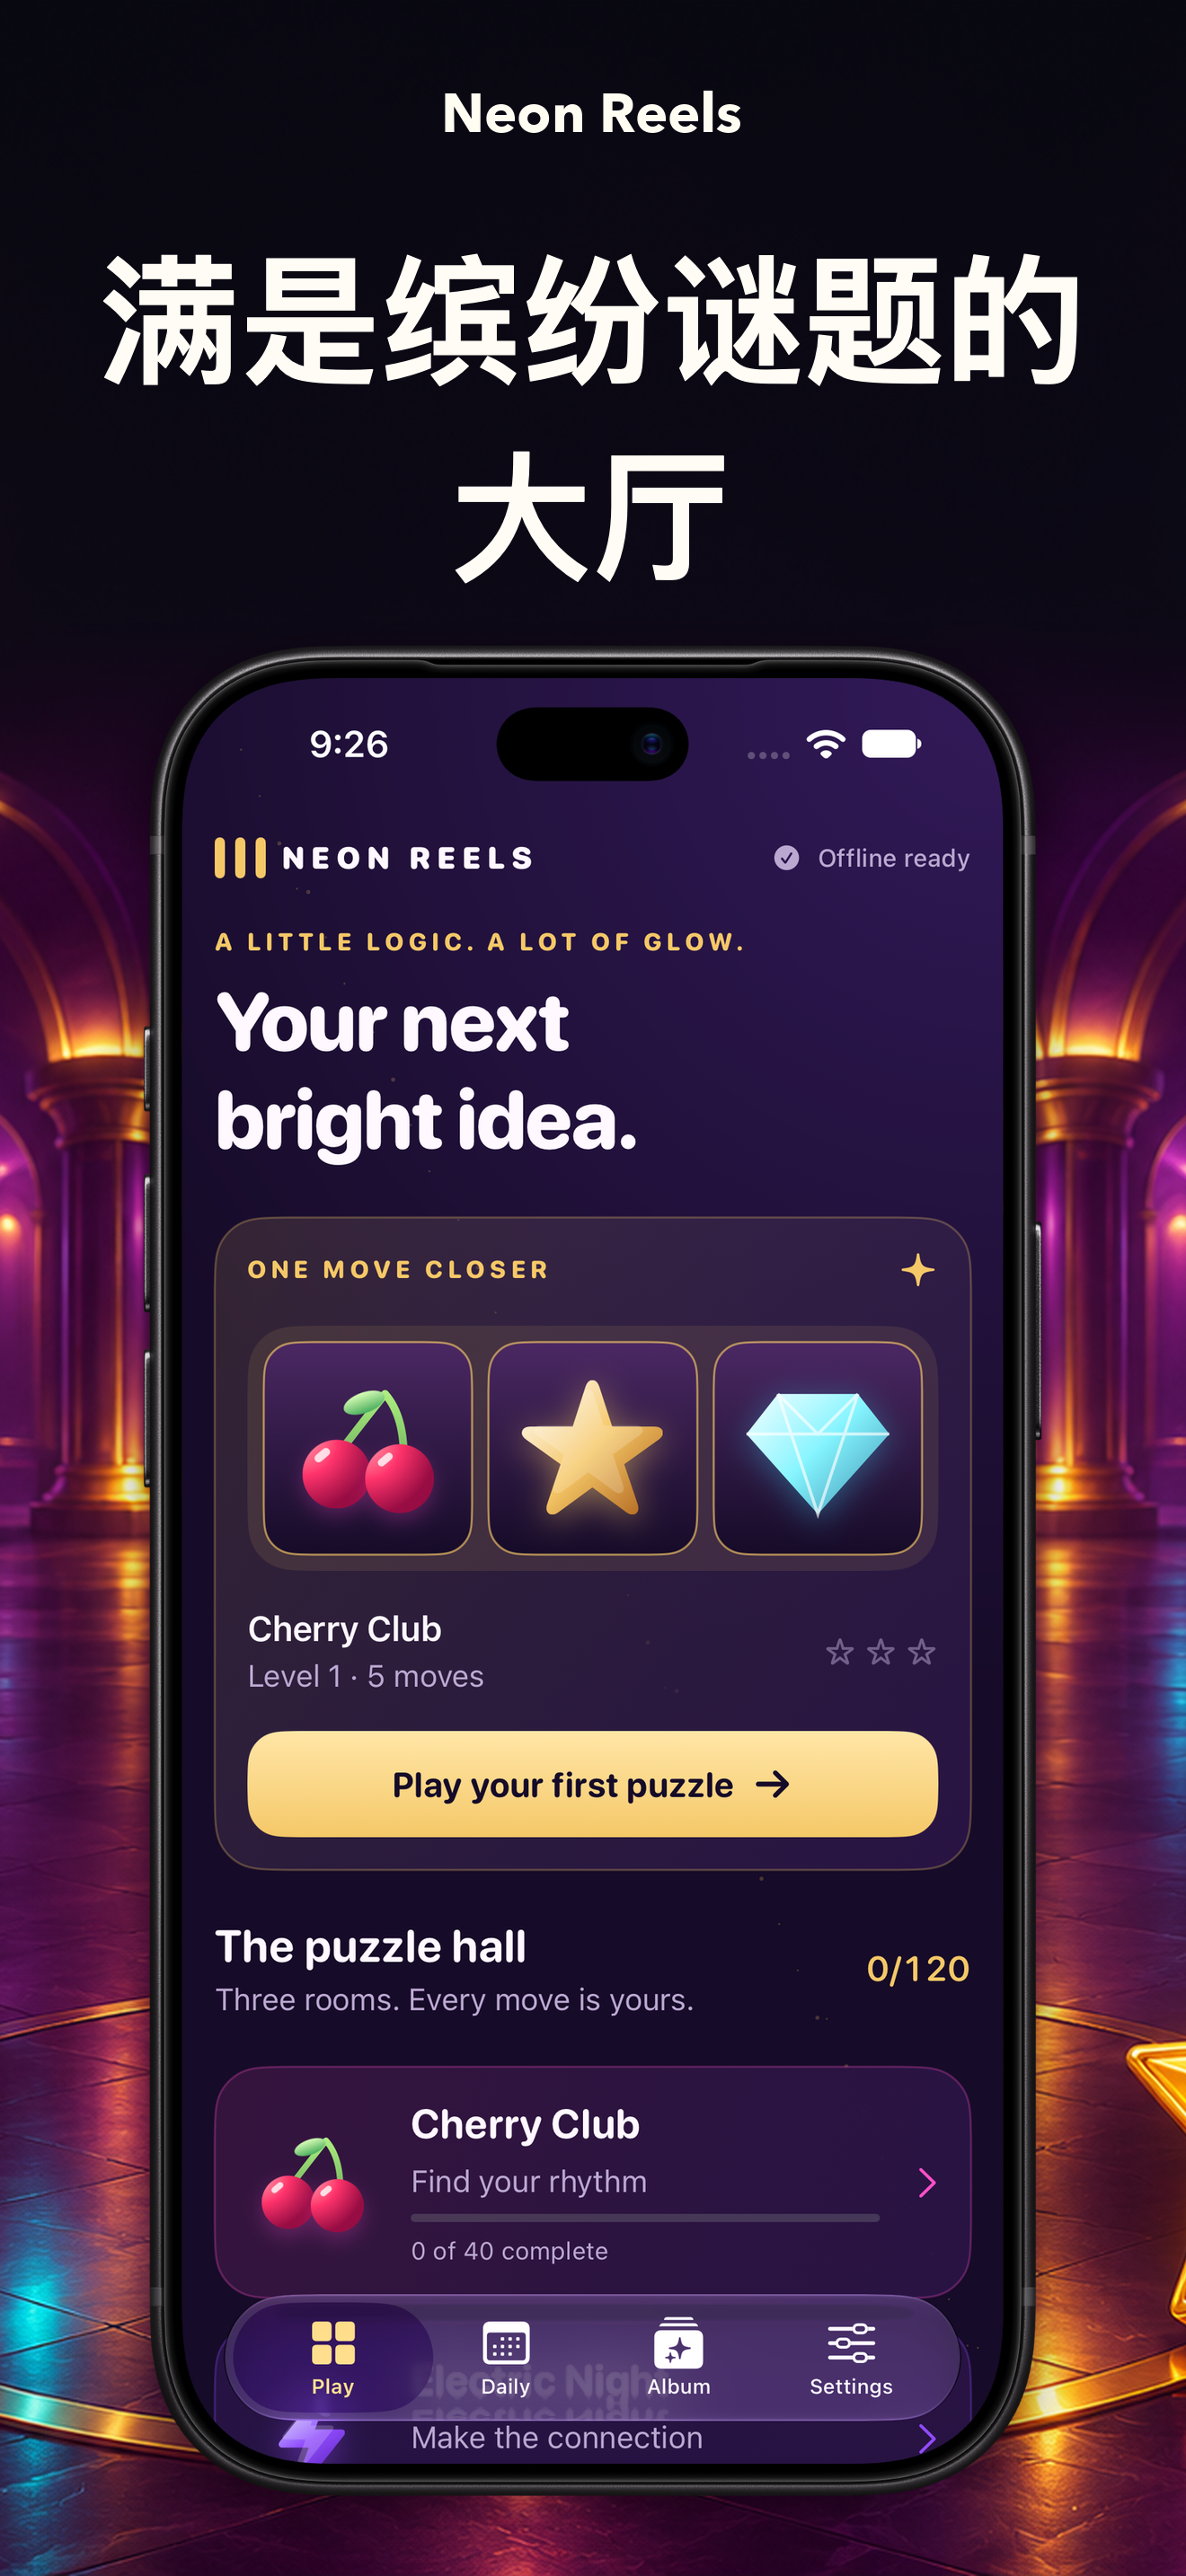 Neon Reels
满是缤纷谜题的
大厅
9:26
NEON REELS
Offline ready
A LITTLE LOGIC. A LOT OF GLOW.
Your next
bright idea.
ONE MOVE CLOSER
Cherry Club
Level 1 · 5 moves
Play your first puzzle →
The puzzle hall
0/120
Three rooms. Every move is yours.
Cherry Club
Find your rhythm
0 of 40 complete
Electric Night
Play
Daily
Album
Settings
Make the connection